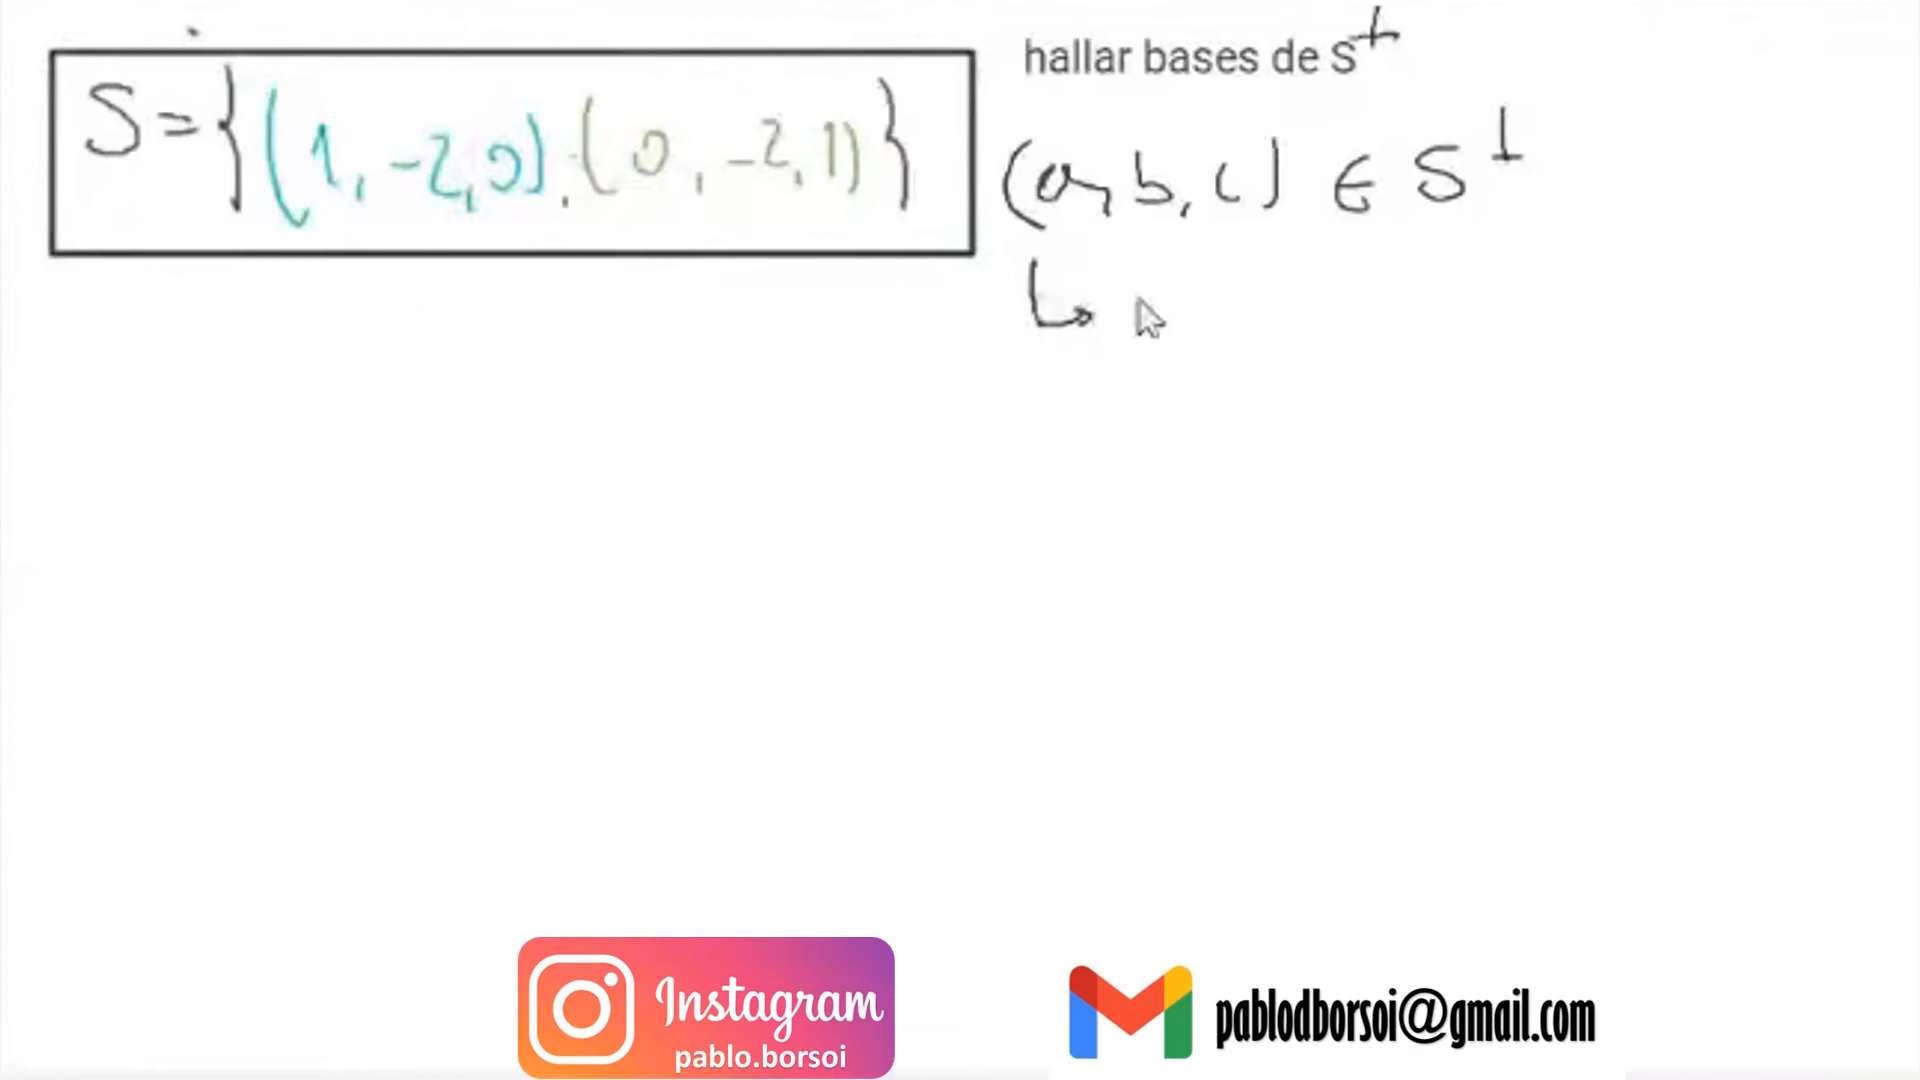 S = {(1, -2, 0), (0, -2, 1)}
hallar bases de S⊥
(a, b, c) ∈ S⊥
↳
Instagram
pablo.borsoi
pablodborsoi@gmail.com